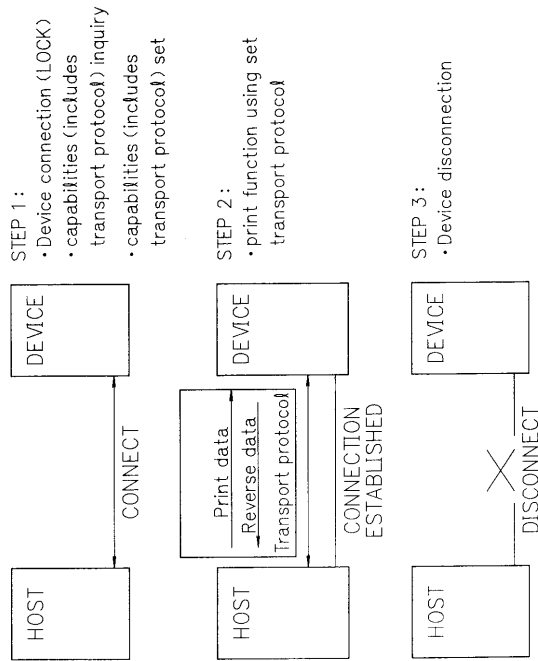 HOST
DEVICE
CONNECT
STEP 1:
• Device connection (LOCK)
• capabilities (includes
transport protocol) inquiry
• capabilities (includes
transport protocol) set
HOST
Print data
Reverse data
Transport protocol
DEVICE
CONNECTION
ESTABLISHED
STEP 2:
• print function using set
transport protocol
HOST
DEVICE
DISCONNECT
STEP 3:
• Device disconnection